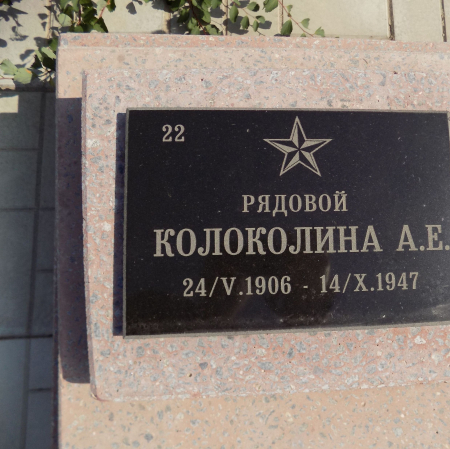 22
РЯДОВОЙ
КОЛОКОЛИНА А.Е.
24/V.1906 - 14/X.1947